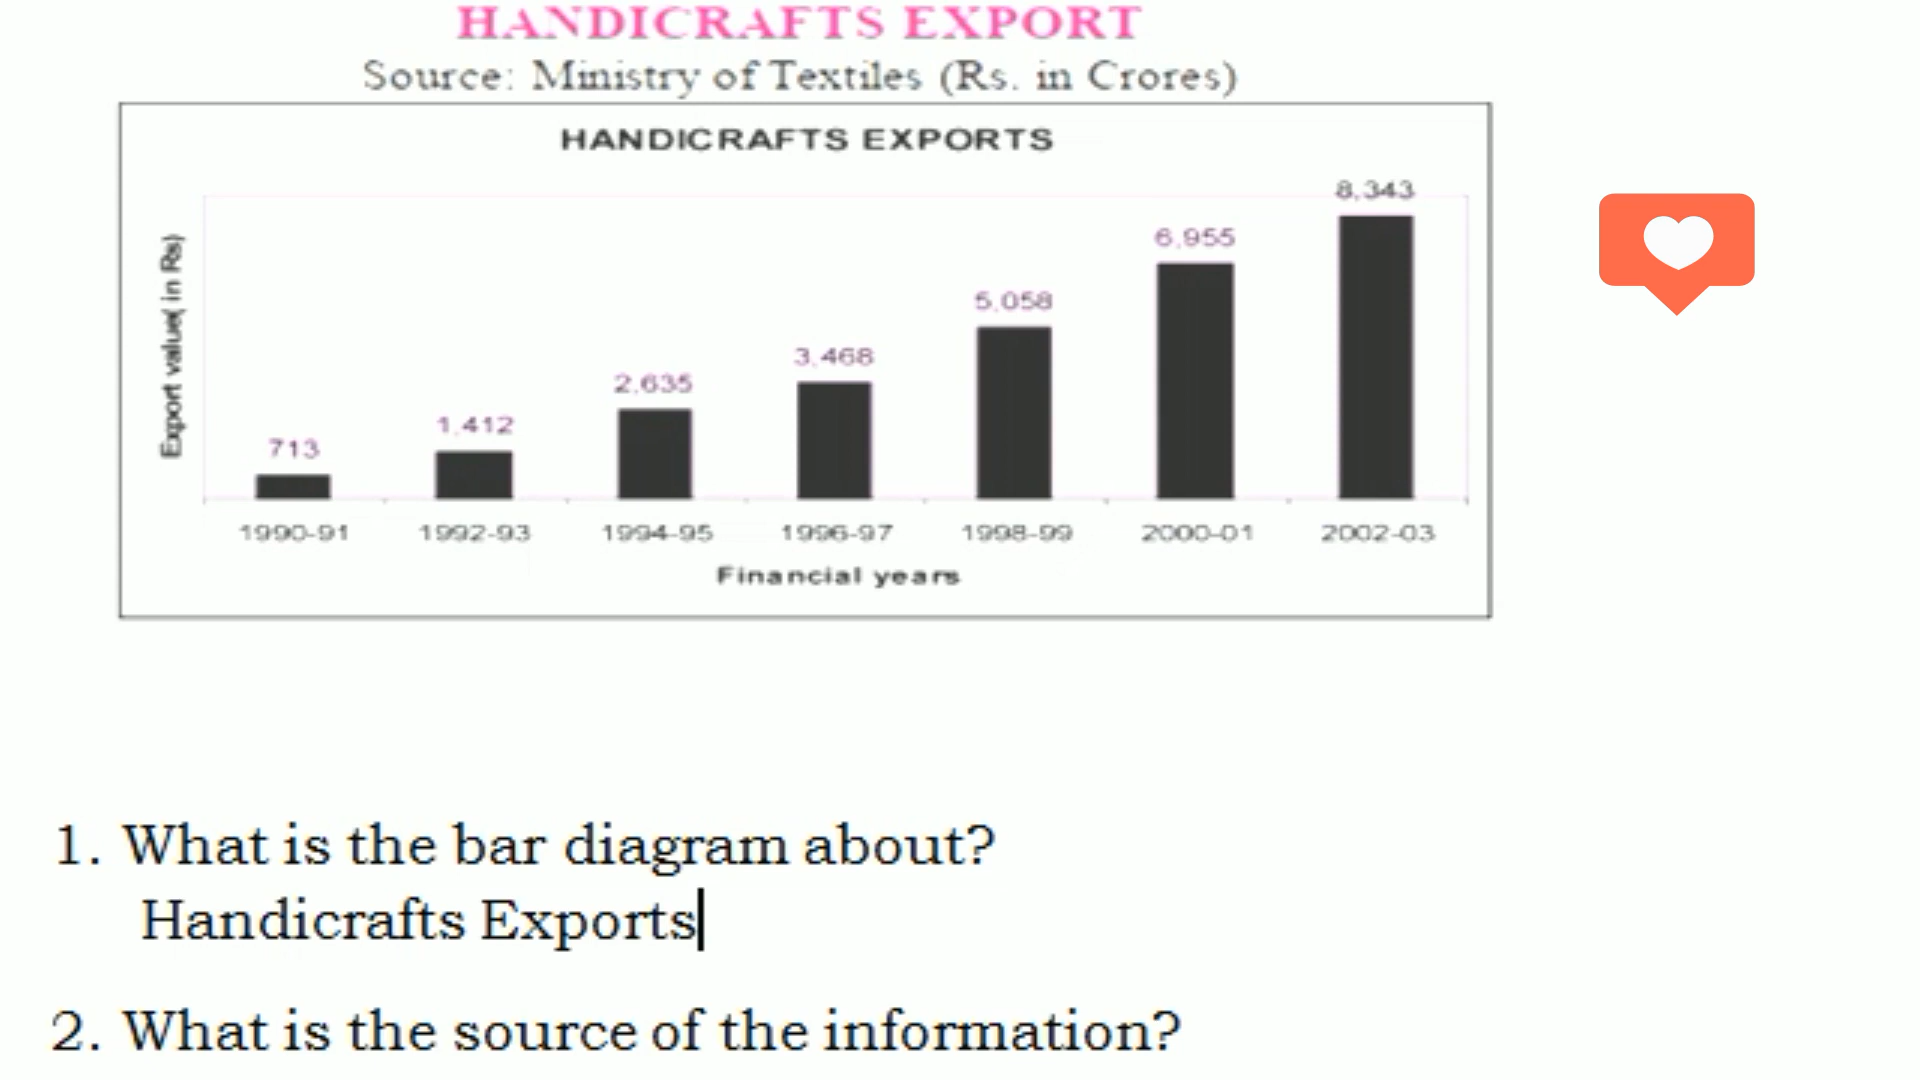 HANDICRAFTS EXPORT
Source: Ministry of Textiles (Rs. in Crores)
HANDICRAFTS EXPORTS
Export value( in Rs)
713
1,412
2,635
3,468
5,058
6,955
8,343
1990-91
1992-93
1994-95
1996-97
1998-99
2000-01
2002-03
Financial years
1. What is the bar diagram about?
Handicrafts Exports
2. What is the source of the information?